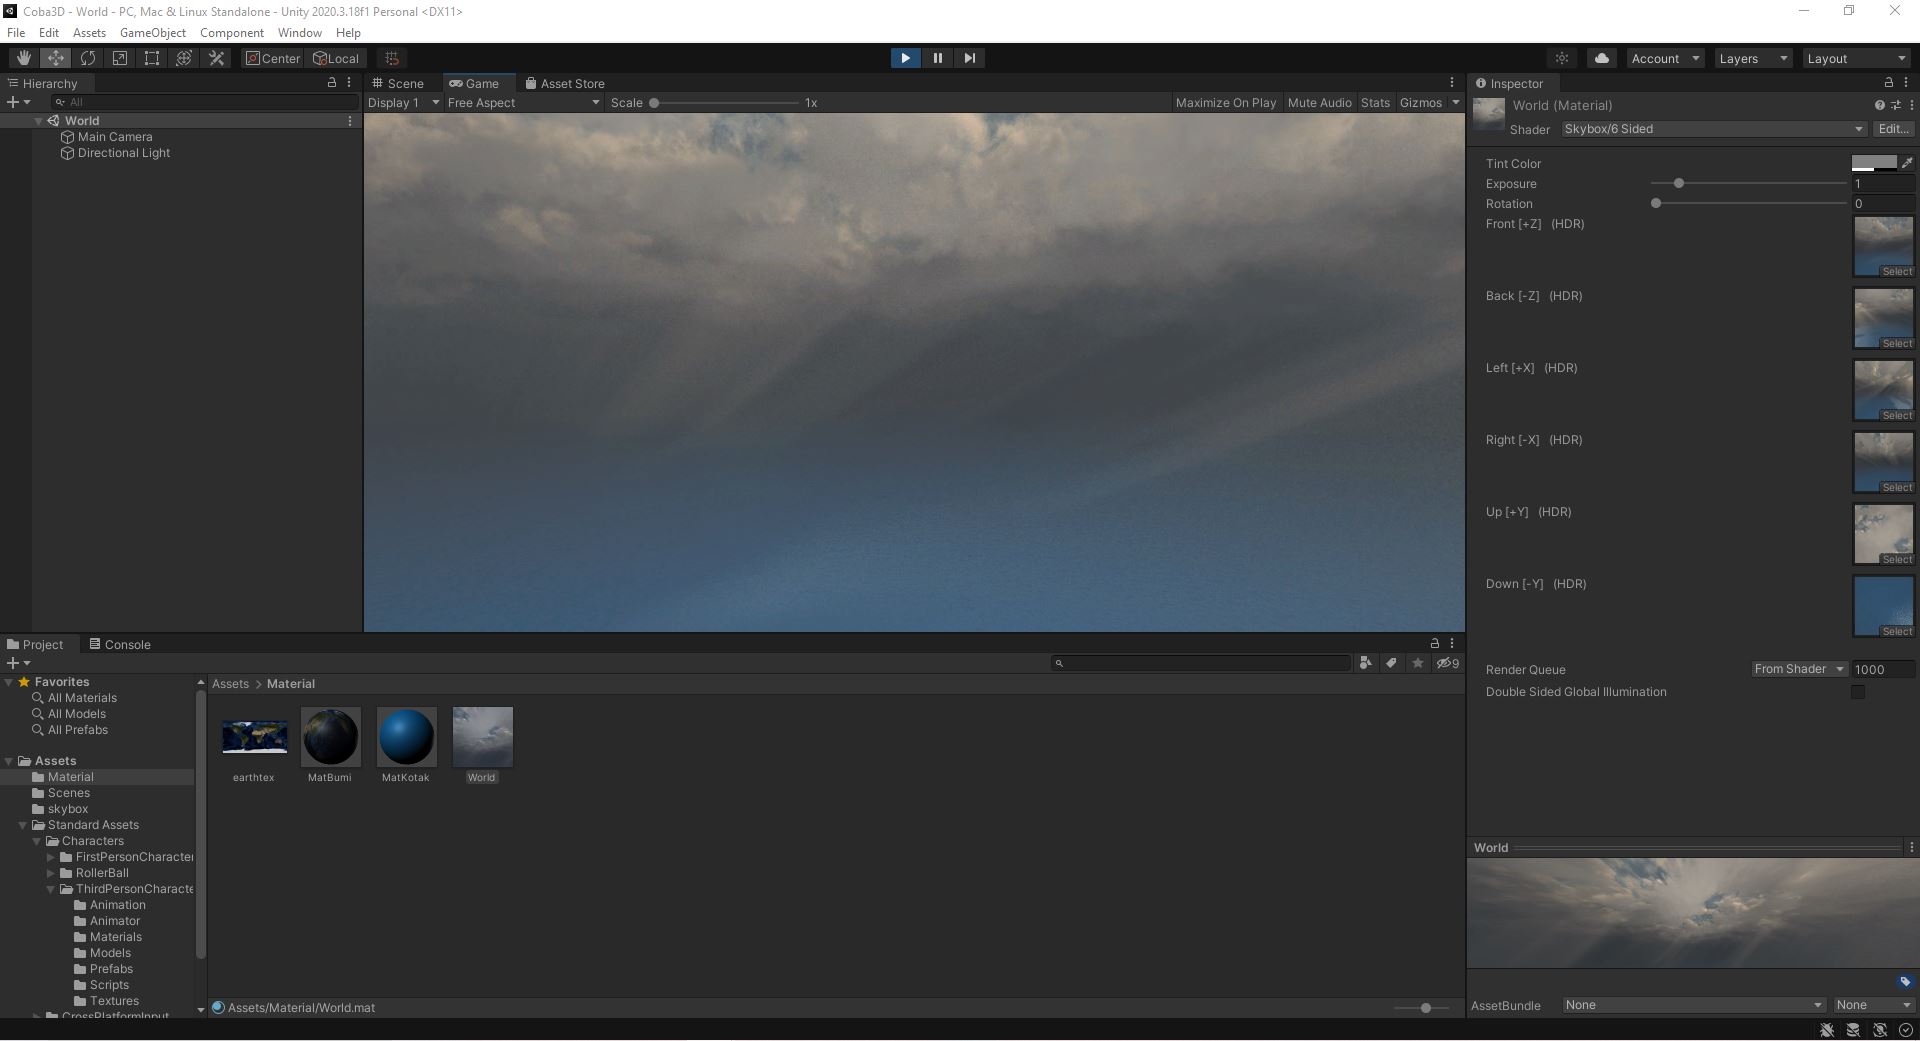 Coba3D - World - PC, Mac & Linux Standalone - Unity 2020.3.18f1 Personal <DX11>
File Edit Assets GameObject Component Window Help
Center Local
Account Layers Layout
Hierarchy
All
World
Main Camera
Directional Light
Scene Game Asset Store
Display 1 Free Aspect Scale 1x Maximize On Play Mute Audio Stats Gizmos
Inspector
World (Material)
Shader Skybox/6 Sided Edit...
Tint Color
Exposure 1
Rotation 0
Front [+Z] (HDR)
Select
Back [-Z] (HDR)
Select
Left [+X] (HDR)
Select
Right [-X] (HDR)
Select
Up [+Y] (HDR)
Select
Down [-Y] (HDR)
Select
Render Queue From Shader 1000
Double Sided Global Illumination
Project Console
9
Favorites
All Materials
All Models
All Prefabs
Assets
Material
Scenes
skybox
Standard Assets
Characters
FirstPersonCharacter
RollerBall
ThirdPersonCharacte
Animation
Animator
Materials
Models
Prefabs
Scripts
Textures
CrossPlatformInput
Assets > Material
earthtex MatBumi MatKotak World
Assets/Material/World.mat
World
AssetBundle None None